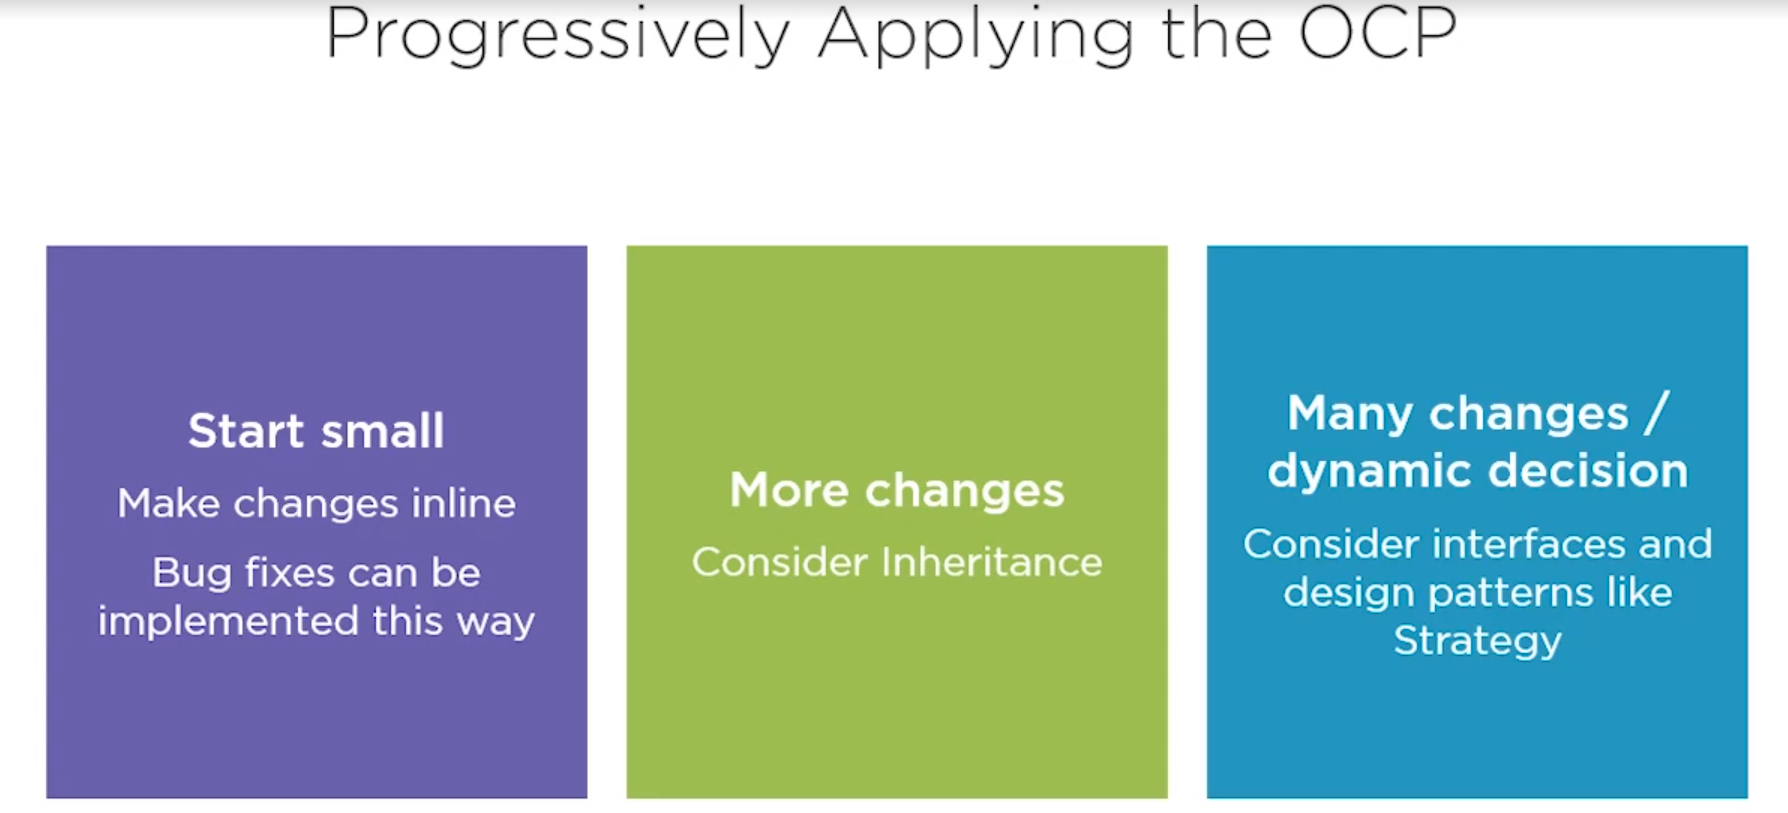 Progressively Applying the OCP
Start small
Make changes inline
Bug fixes can be
implemented this way
More changes
Consider Inheritance
Many changes /
dynamic decision
Consider interfaces and
design patterns like
Strategy